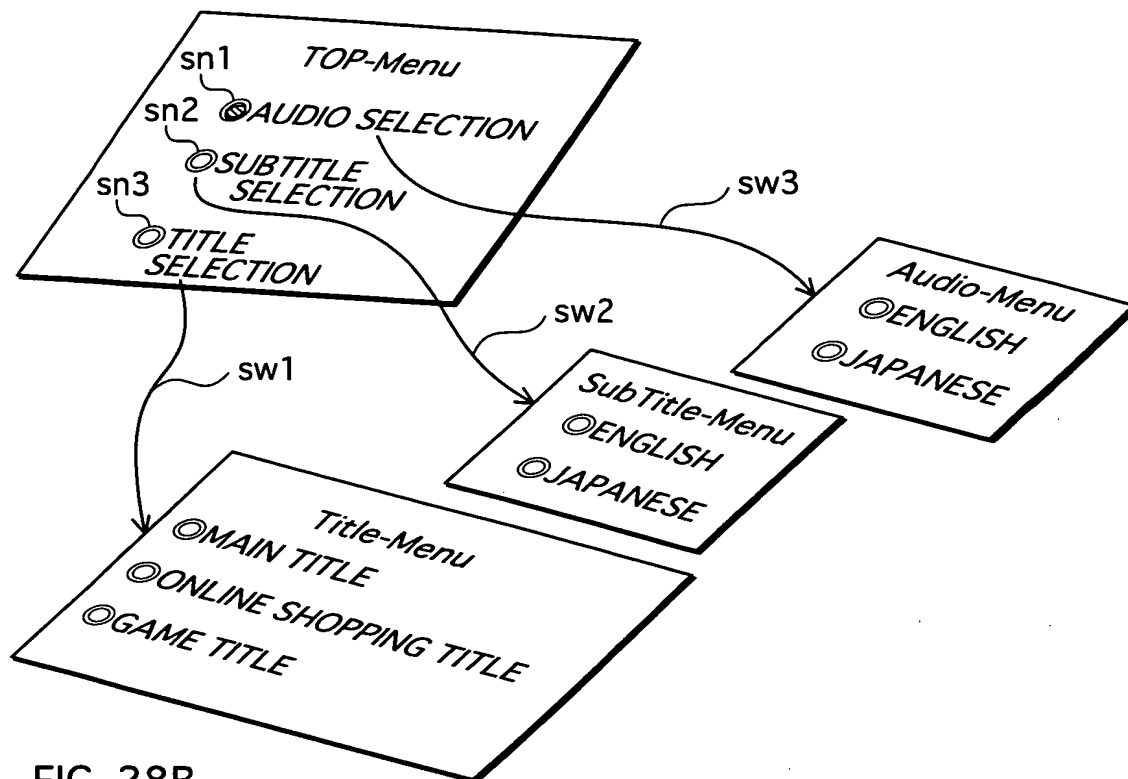 TOP-Menu
sn1
AUDIO SELECTION
sn2
SUBTITLE
SELECTION
sn3
TITLE
SELECTION
sw3
Audio-Menu
ENGLISH
JAPANESE
sw2
SubTitle-Menu
ENGLISH
JAPANESE
sw1
Title-Menu
MAIN TITLE
ONLINE SHOPPING TITLE
GAME TITLE
FIG. 28B